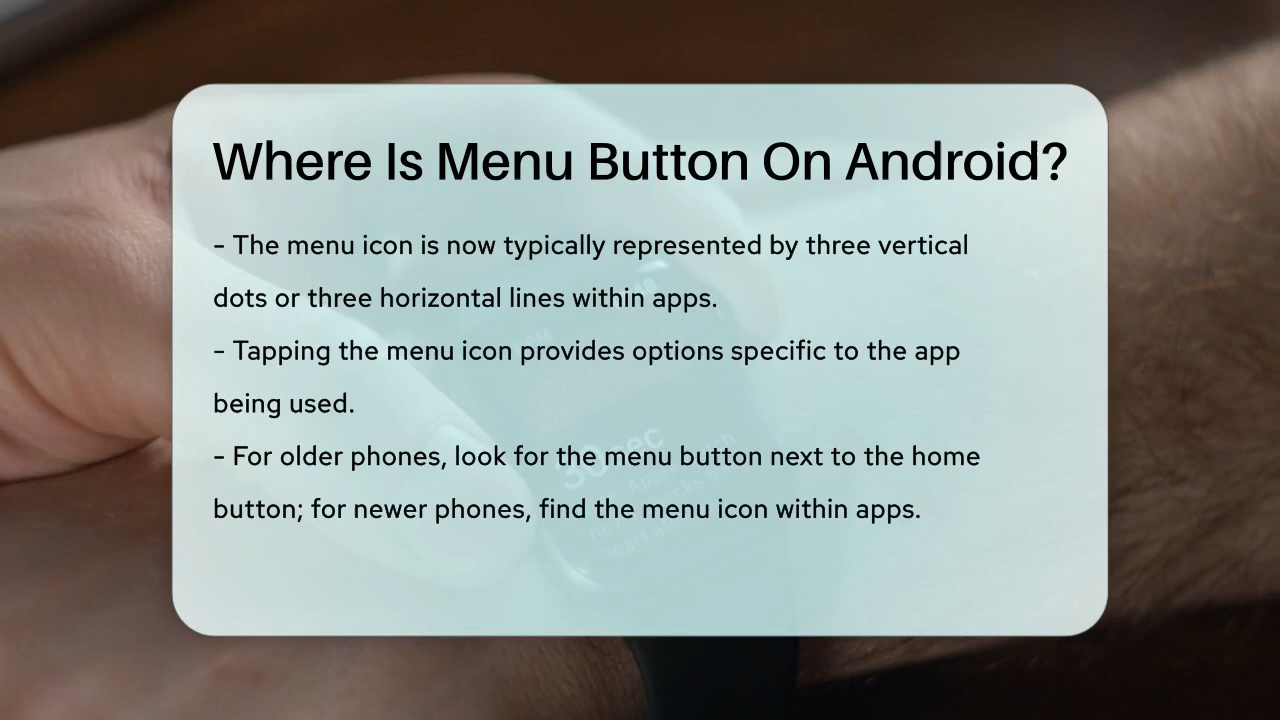 Where Is Menu Button On Android?
– The menu icon is now typically represented by three vertical
dots or three horizontal lines within apps.
– Tapping the menu icon provides options specific to the app
being used.
– For older phones, look for the menu button next to the home
button; for newer phones, find the menu icon within apps.
30 sec